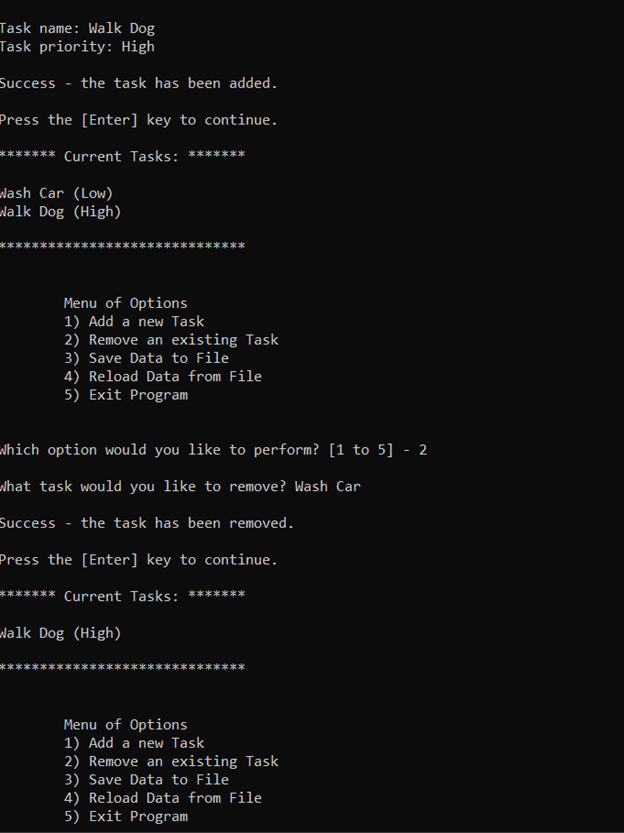 Task name: Walk Dog
Task priority: High
Success - the task has been added.
Press the [Enter] key to continue.
******* Current Tasks: *******
Wash Car (Low)
Walk Dog (High)
******************************
Menu of Options
1) Add a new Task
2) Remove an existing Task
3) Save Data to File
4) Reload Data from File
5) Exit Program
Which option would you like to perform? [1 to 5] - 2
What task would you like to remove? Wash Car
Success - the task has been removed.
Press the [Enter] key to continue.
******* Current Tasks: *******
Walk Dog (High)
******************************
Menu of Options
1) Add a new Task
2) Remove an existing Task
3) Save Data to File
4) Reload Data from File
5) Exit Program